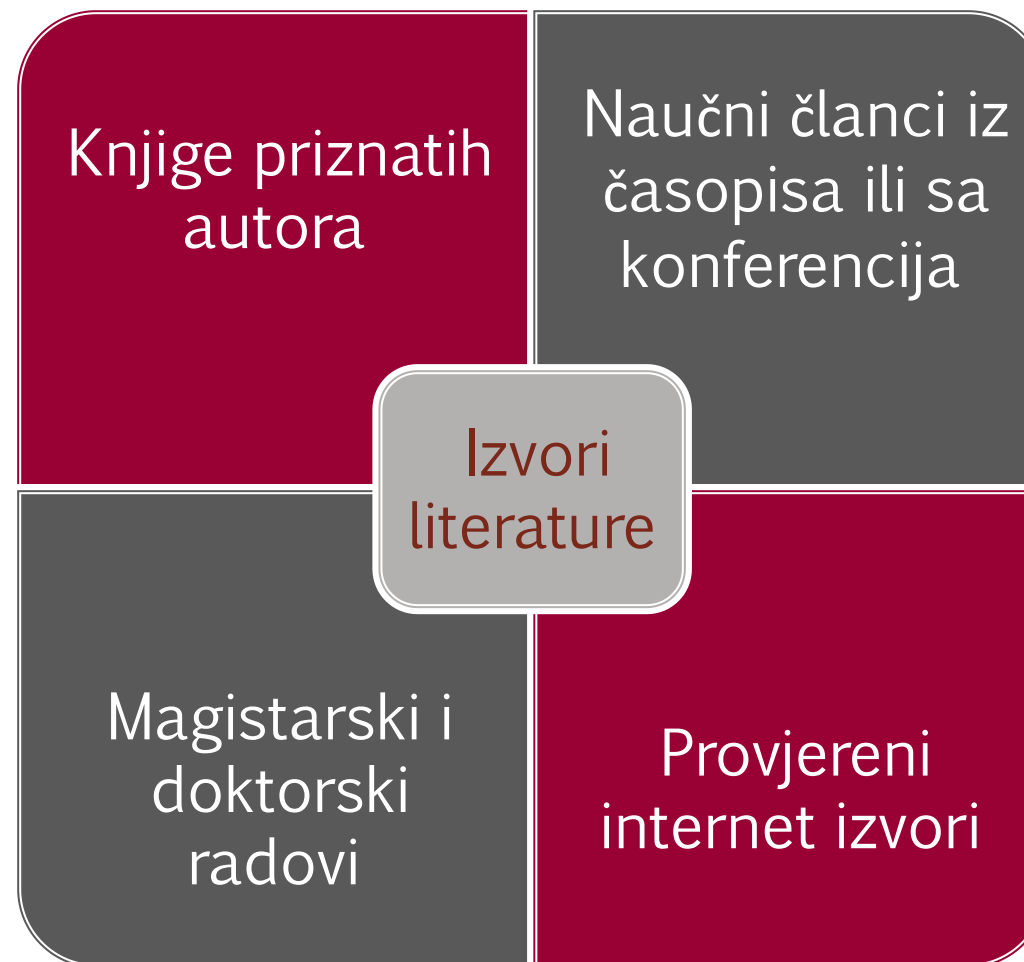 Knjige priznatih
autora
Naučni članci iz
časopisa ili sa
konferencija
Izvori
literature
Magistarski i
doktorski
radovi
Provjereni
internet izvori